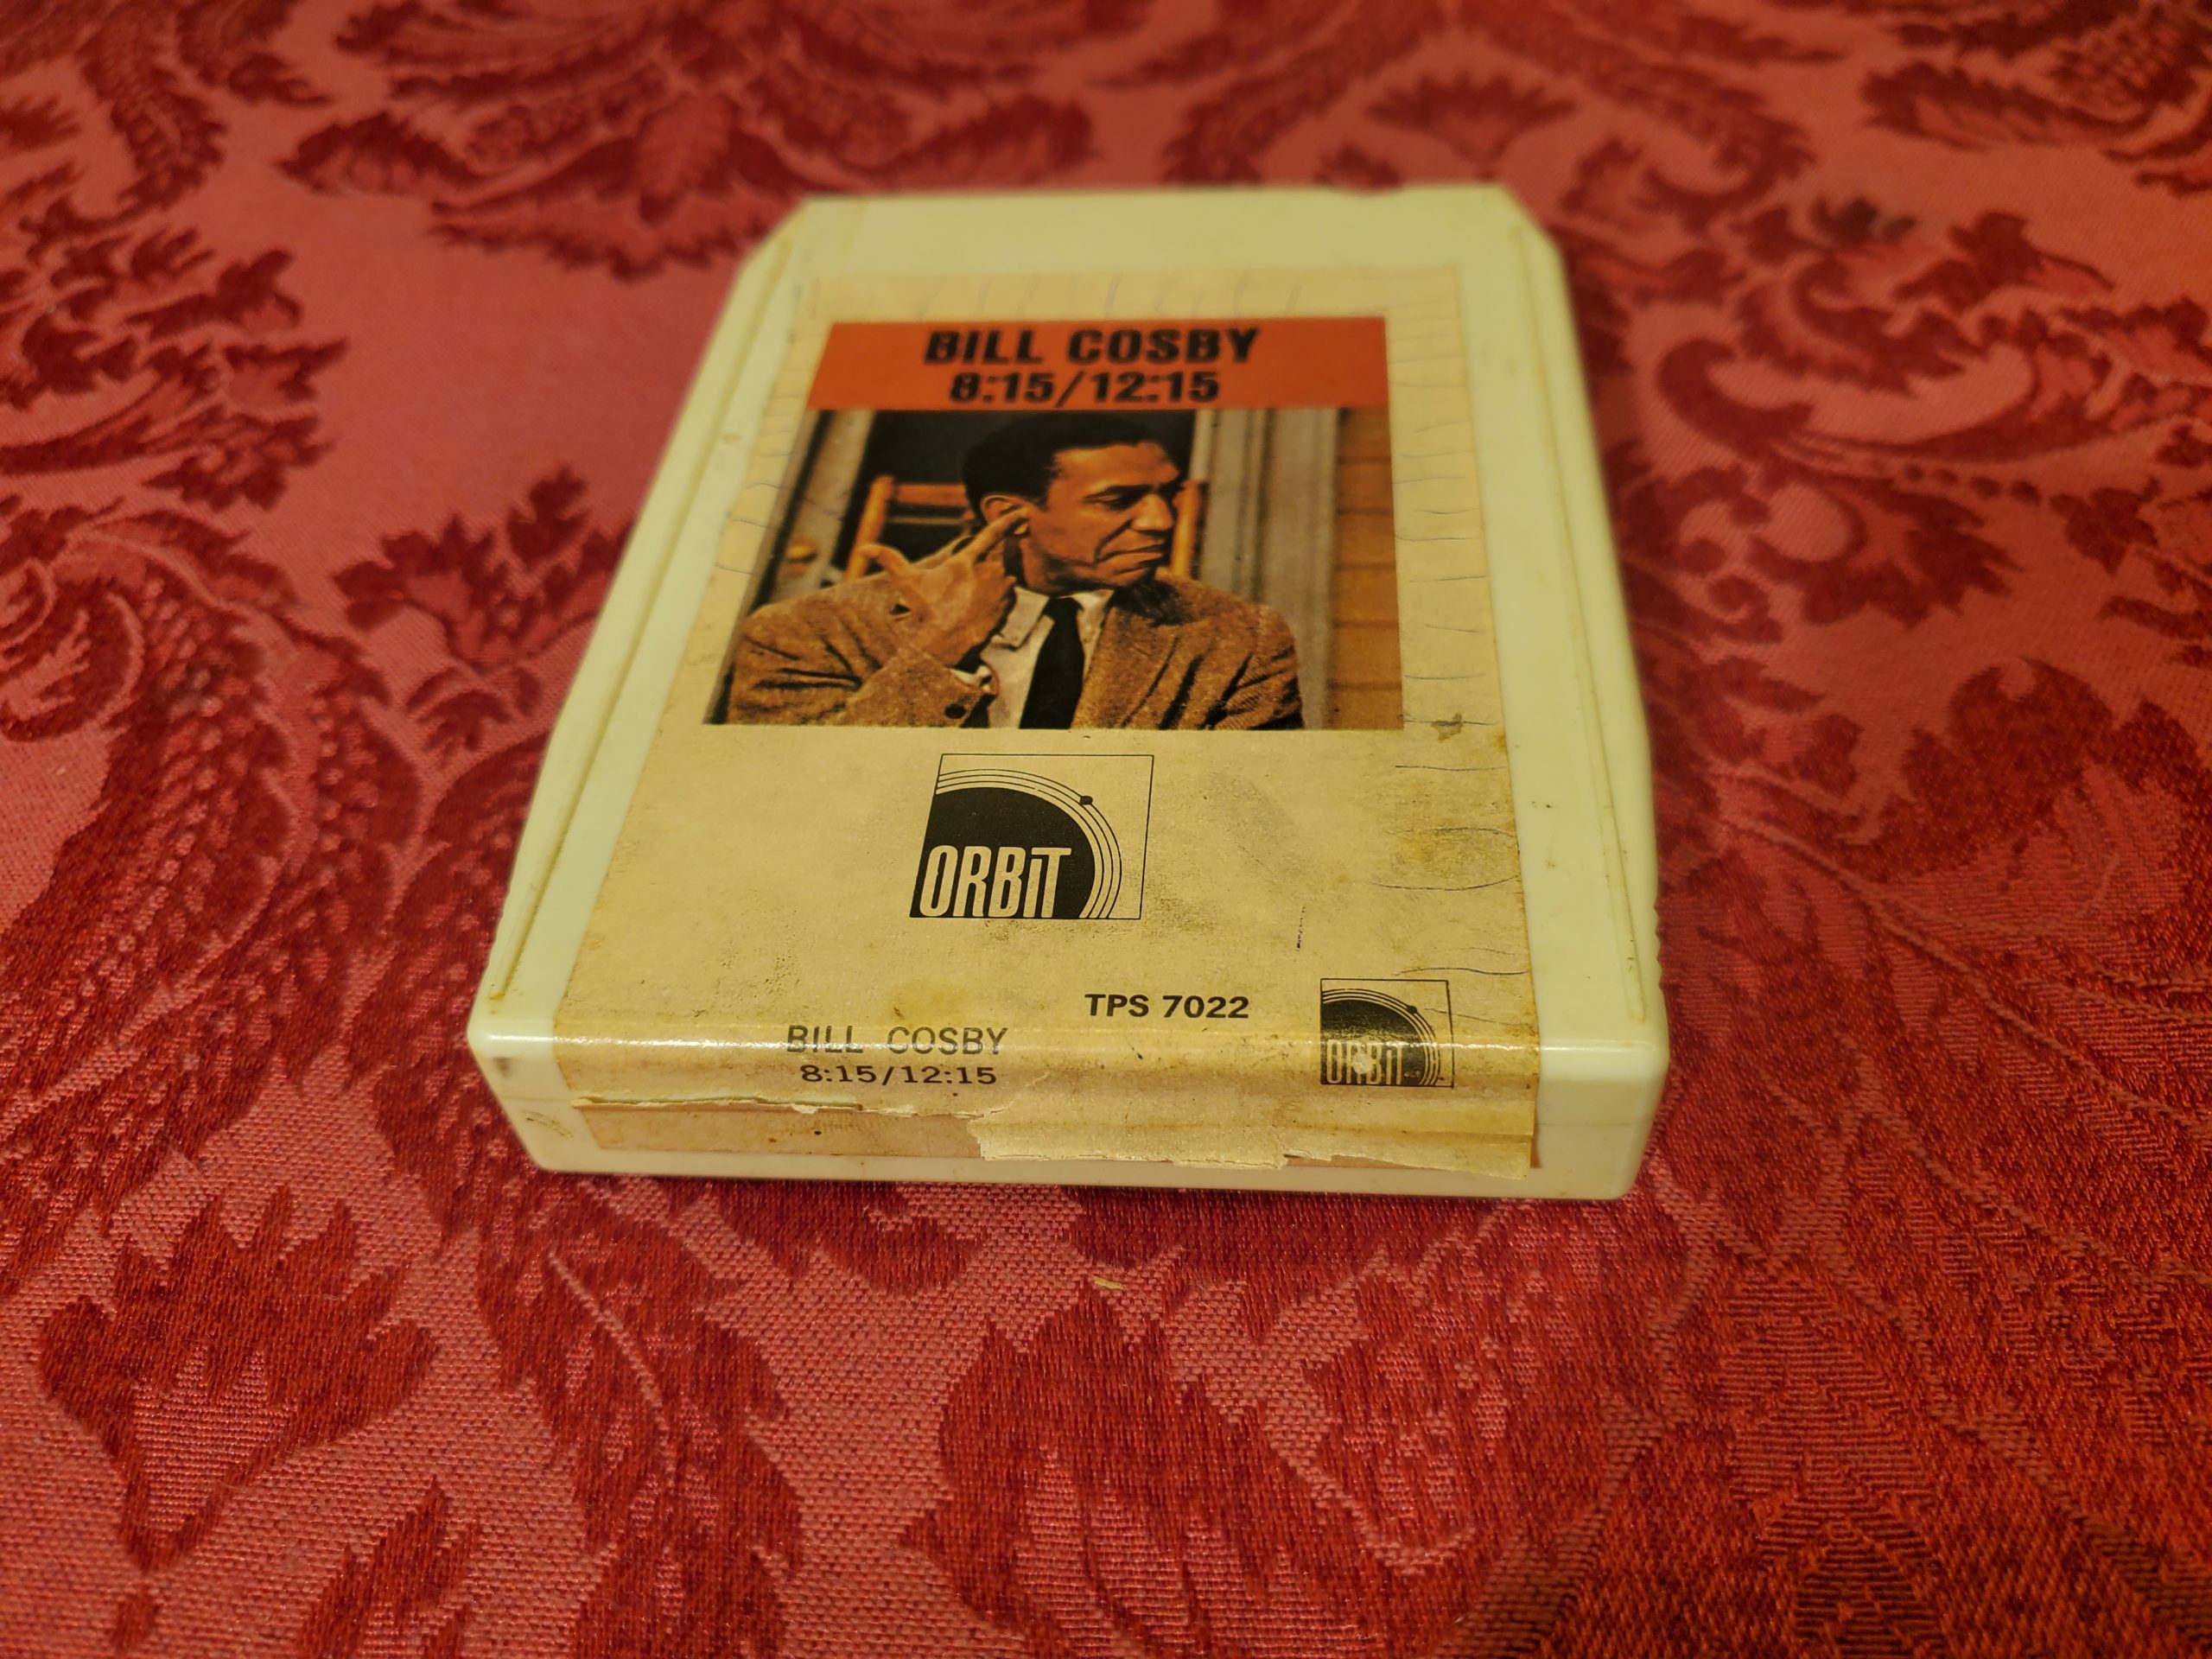 BILL COSBY
8:15/12:15
ORBiT
TPS 7022
BILL COSBY
8:15/12:15
ORBiT